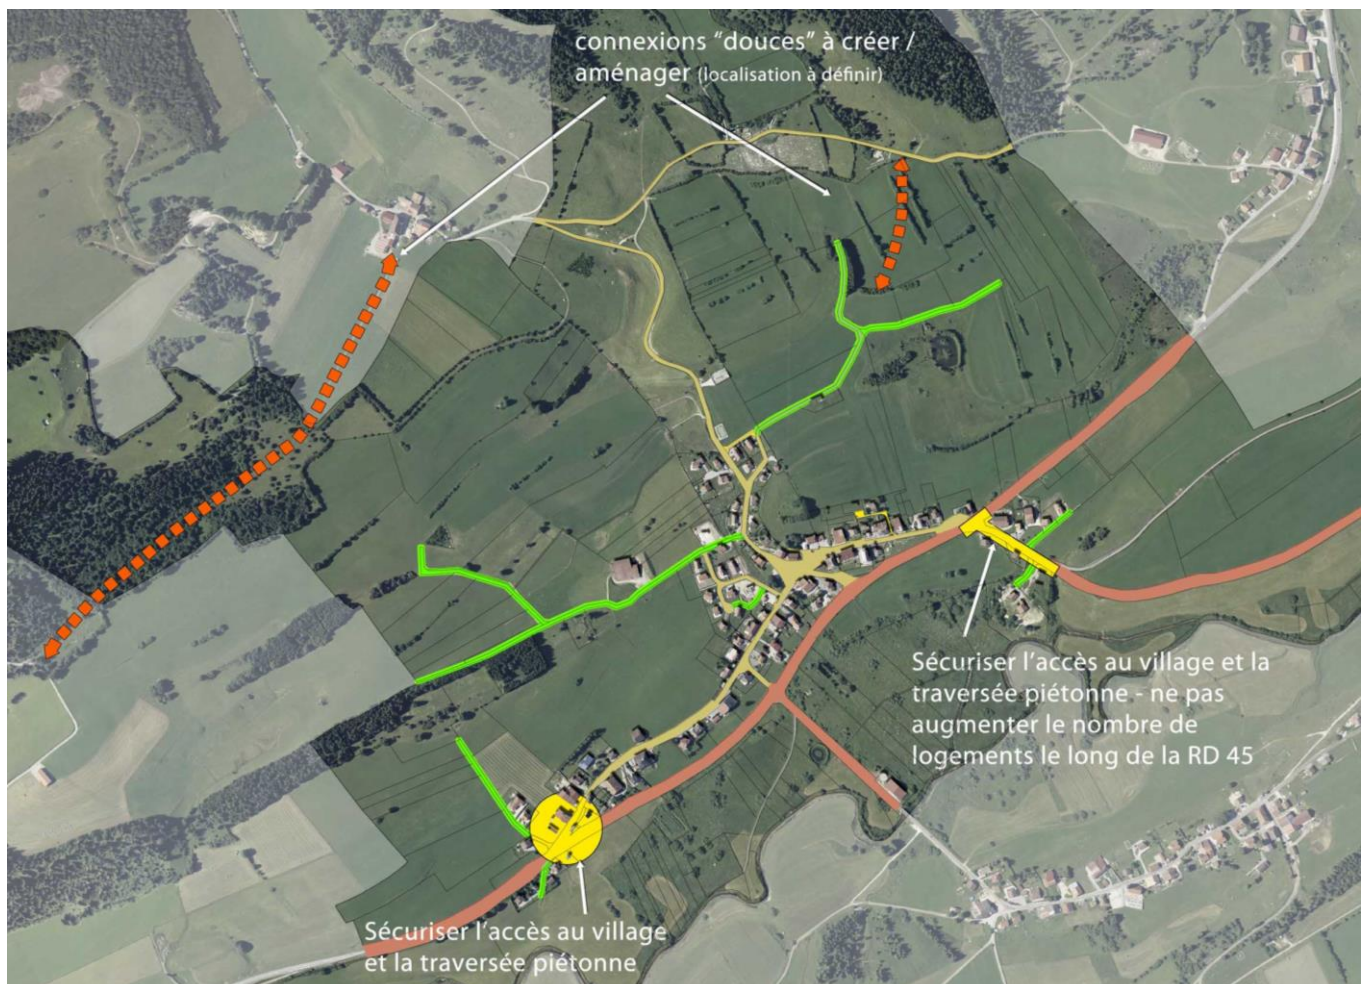 connexions “douces” à créer /
aménager (localisation à définir)
Sécuriser l’accès au village et la
traversée piétonne - ne pas
augmenter le nombre de
logements le long de la RD 45
Sécuriser l’accès au village
et la traversée piétonne